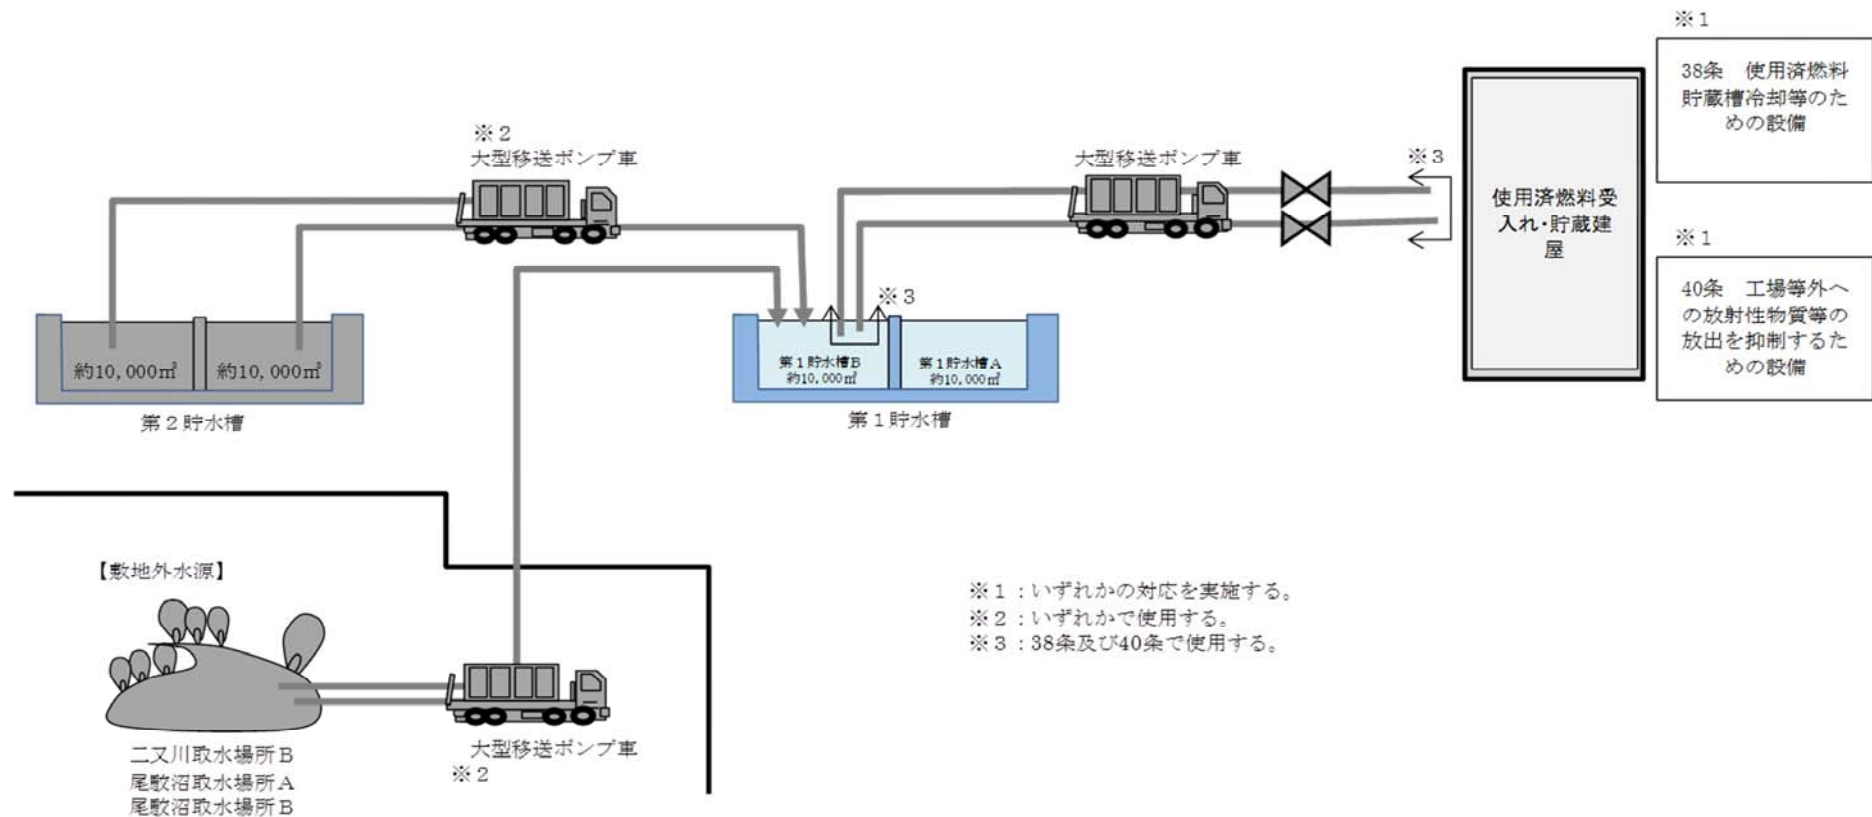 ※１
38条　使用済燃料
貯蔵槽冷却等のた
めの設備
※２
大型移送ポンプ車
大型移送ポンプ車
※３
使用済燃料受
入れ･貯蔵建
屋
※１
40条　工場等外へ
の放射性物質等の
放出を抑制するた
めの設備
※３
約10,000㎥
約10,000㎥
第２貯水槽
第１貯水槽B
約10,000㎥
第１貯水槽A
約10,000㎥
第１貯水槽
【敷地外水源】
二又川取水場所Ｂ
尾駮沼取水場所Ａ
尾駮沼取水場所Ｂ
大型移送ポンプ車
※２
※１：いずれかの対応を実施する。
※２：いずれかで使用する。
※３：38条及び40条で使用する。